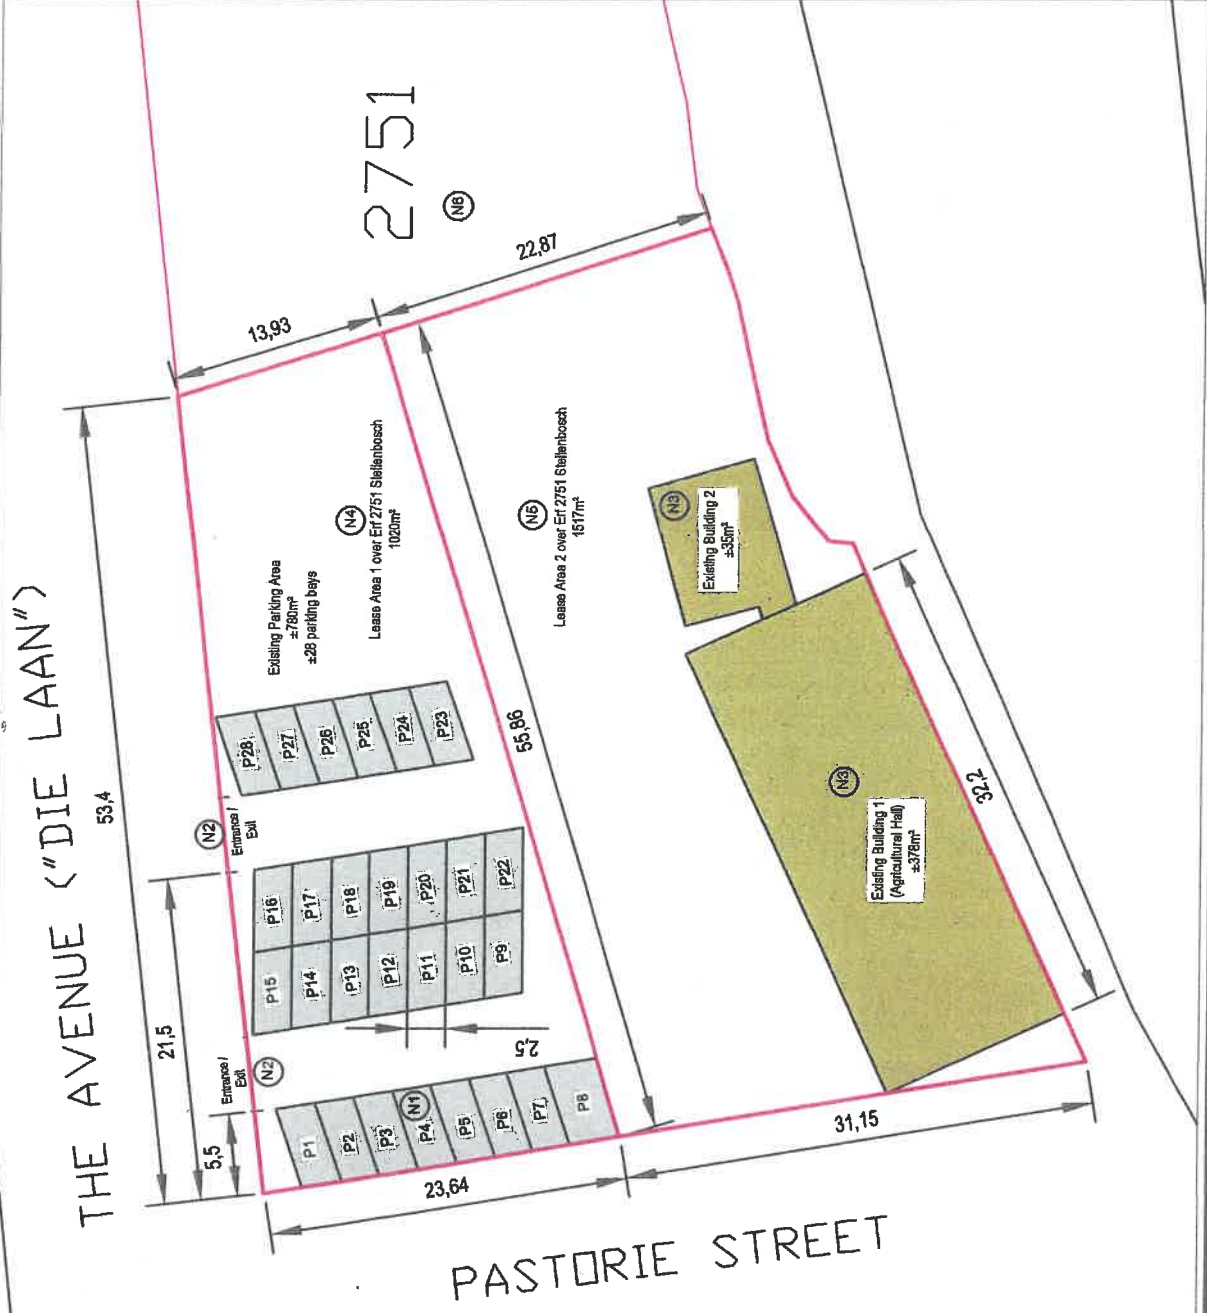 THE AVENUE ("DIE LAAN")
53,4
21,5
5,5
13,93
22,87
2751
N6
N2
Entrance /
Exit
N2
Entrance /
Exit
Existing Parking Area
±780m²
±28 parking bays
N4
Lease Area 1 over Erf 2751 Stellenbosch
1020m²
N5
Lease Area 2 over Erf 2751 Stellenbosch
1517m²
55,86
P28
P27
P26
P25
P24
P23
P16
P17
P18
P19
P20
P21
P22
P15
P14
P13
P12
P11
P10
P9
2,5
P1
P2
P3
P4
N1
P5
P6
P7
P8
N3
Existing Building 2
±35m²
N3
Existing Building 1
(Agricultural Hall)
±378m²
32,2
23,64
31,15
PASTORIE STREET